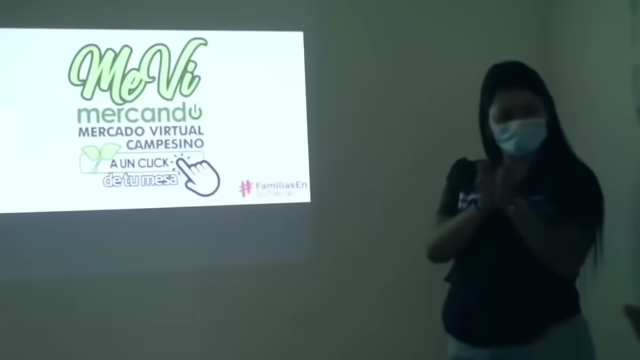 MeVi
mercando
MERCADO VIRTUAL
CAMPESINO
A UN CLICK
de tu mesa
#FamiliasEn